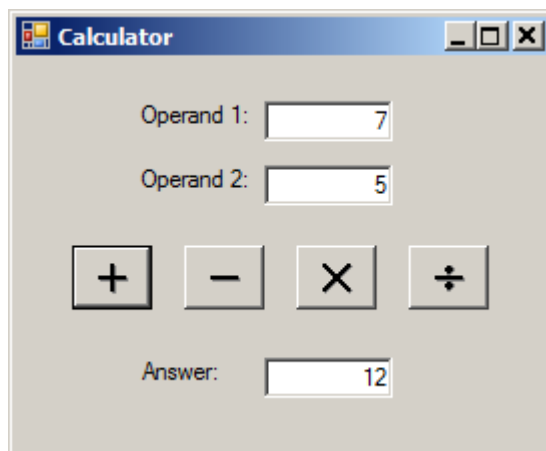 Calculator
Operand 1: 7
Operand 2: 5
+ − × ÷
Answer: 12